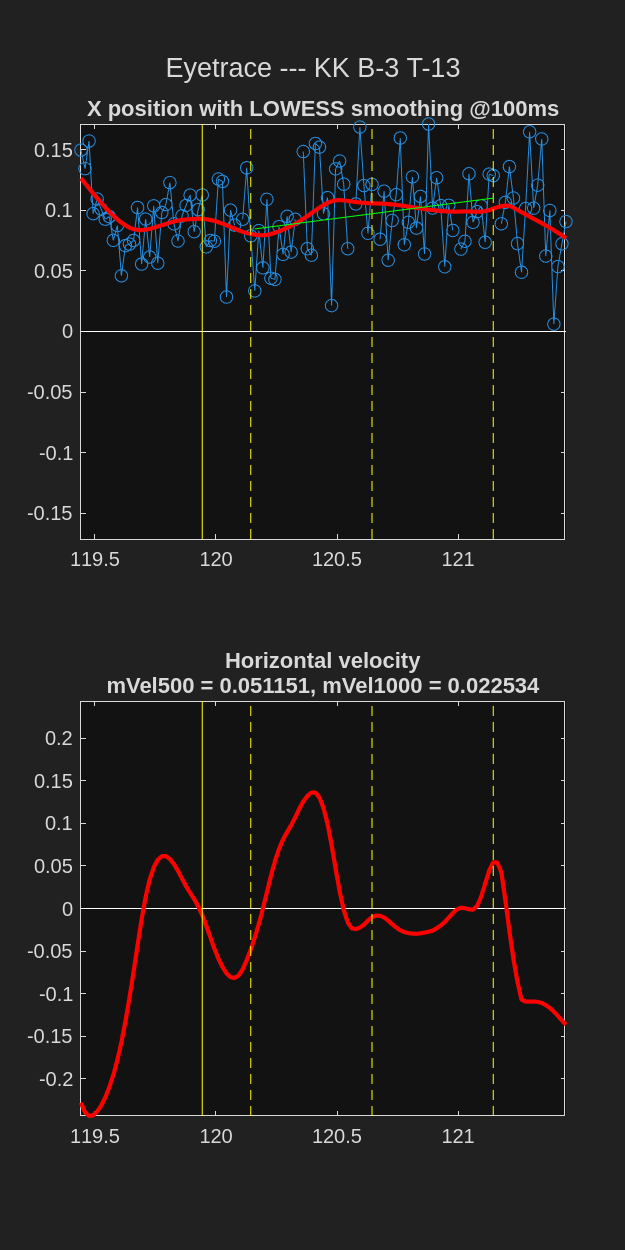 Eyetrace --- KK B-3 T-13
X position with LOWESS smoothing @100ms
0.15
0.1
0.05
0
-0.05
-0.1
-0.15
119.5 120 120.5 121
Horizontal velocity
mVel500 = 0.051151, mVel1000 = 0.022534
0.2
0.15
0.1
0.05
0
-0.05
-0.1
-0.15
-0.2
119.5 120 120.5 121